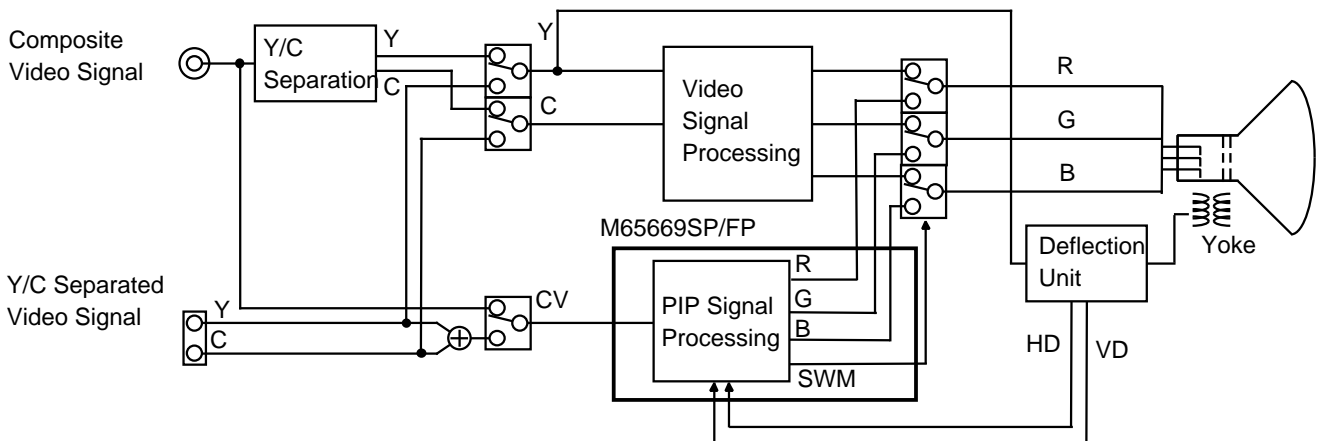 Composite
Video Signal
Y/C
Separation
Y
C
Y
C
Video
Signal
Processing
R
G
B
M65669SP/FP
Yoke
Deflection
Unit
Y/C Separated
Video Signal
Y
C
CV
PIP Signal
Processing
R
G
B
SWM
HD
VD